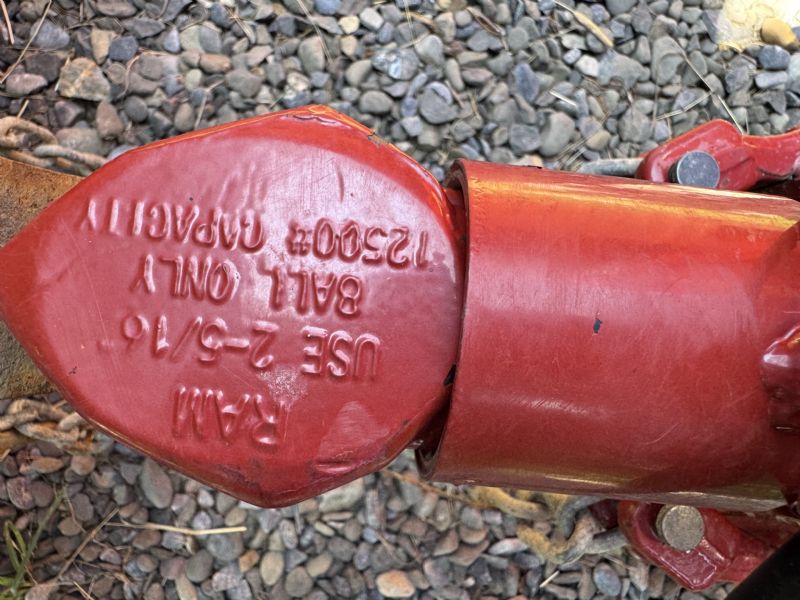 RAM
USE 2-5/16"
BALL ONLY
12500# CAPACITY